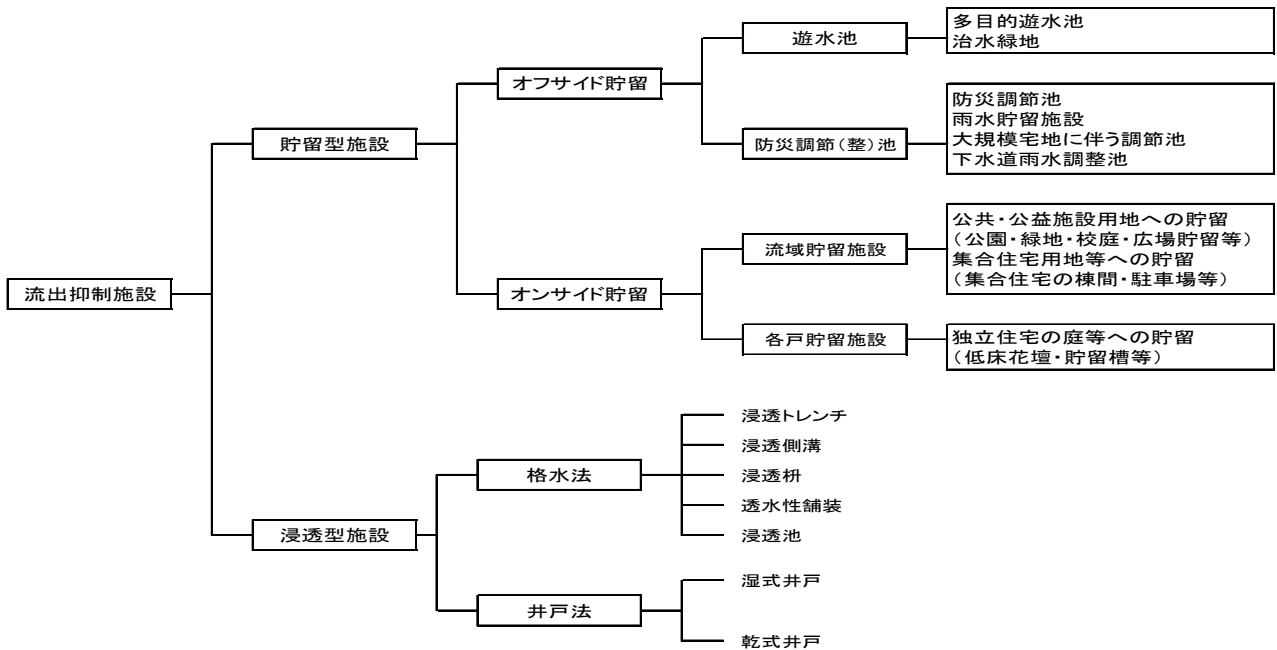 流出抑制施設
貯留型施設
オフサイド貯留
遊水池
多目的遊水池
治水緑地
防災調節(整)池
防災調節池
雨水貯留施設
大規模宅地に伴う調節池
下水道雨水調整池
オンサイド貯留
流域貯留施設
公共・公益施設用地への貯留
(公園・緑地・校庭・広場貯留等)
集合住宅用地等への貯留
(集合住宅の棟間・駐車場等)
各戸貯留施設
独立住宅の庭等への貯留
(低床花壇・貯留槽等)
浸透型施設
格水法
浸透トレンチ
浸透側溝
浸透枡
透水性舗装
浸透池
井戸法
湿式井戸
乾式井戸